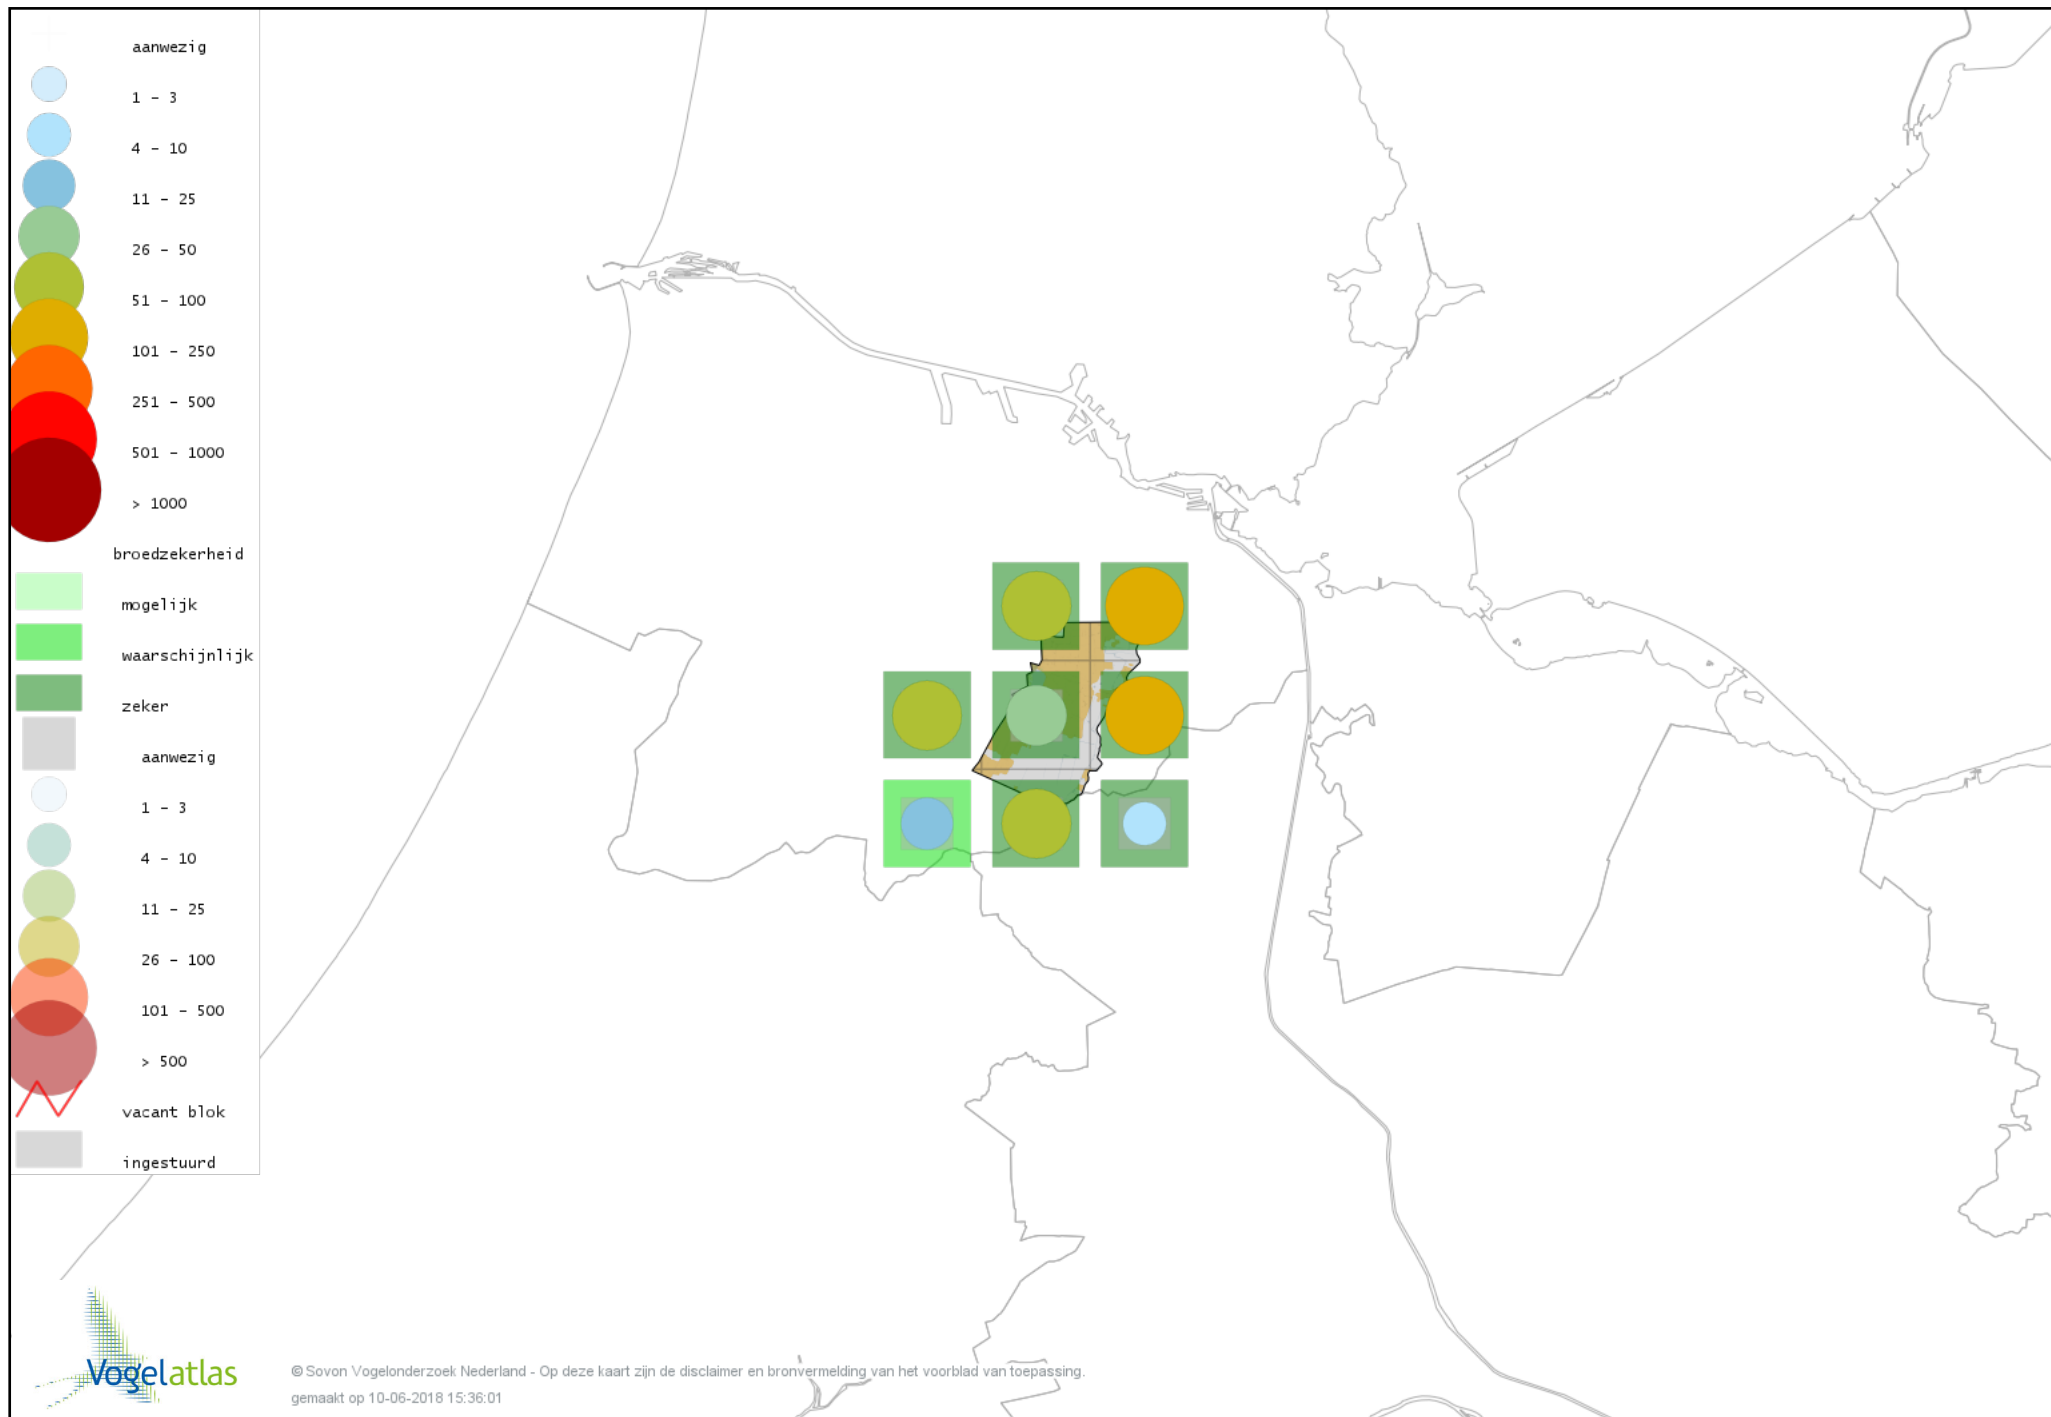 aanwezig
1 - 3
4 - 10
11 - 25
26 - 50
51 - 100
101 - 250
251 - 500
501 - 1000
> 1000
broedzekerheid
mogelijk
waarschijnlijk
zeker
aanwezig
1 - 3
4 - 10
11 - 25
26 - 100
101 - 500
> 500
vacant blok
ingestuurd
Vogelatlas
© Sovon Vogelonderzoek Nederland - Op deze kaart zijn de disclaimer en bronvermelding van het voorblad van toepassing.
gemaakt op 10-06-2018 15:36:01